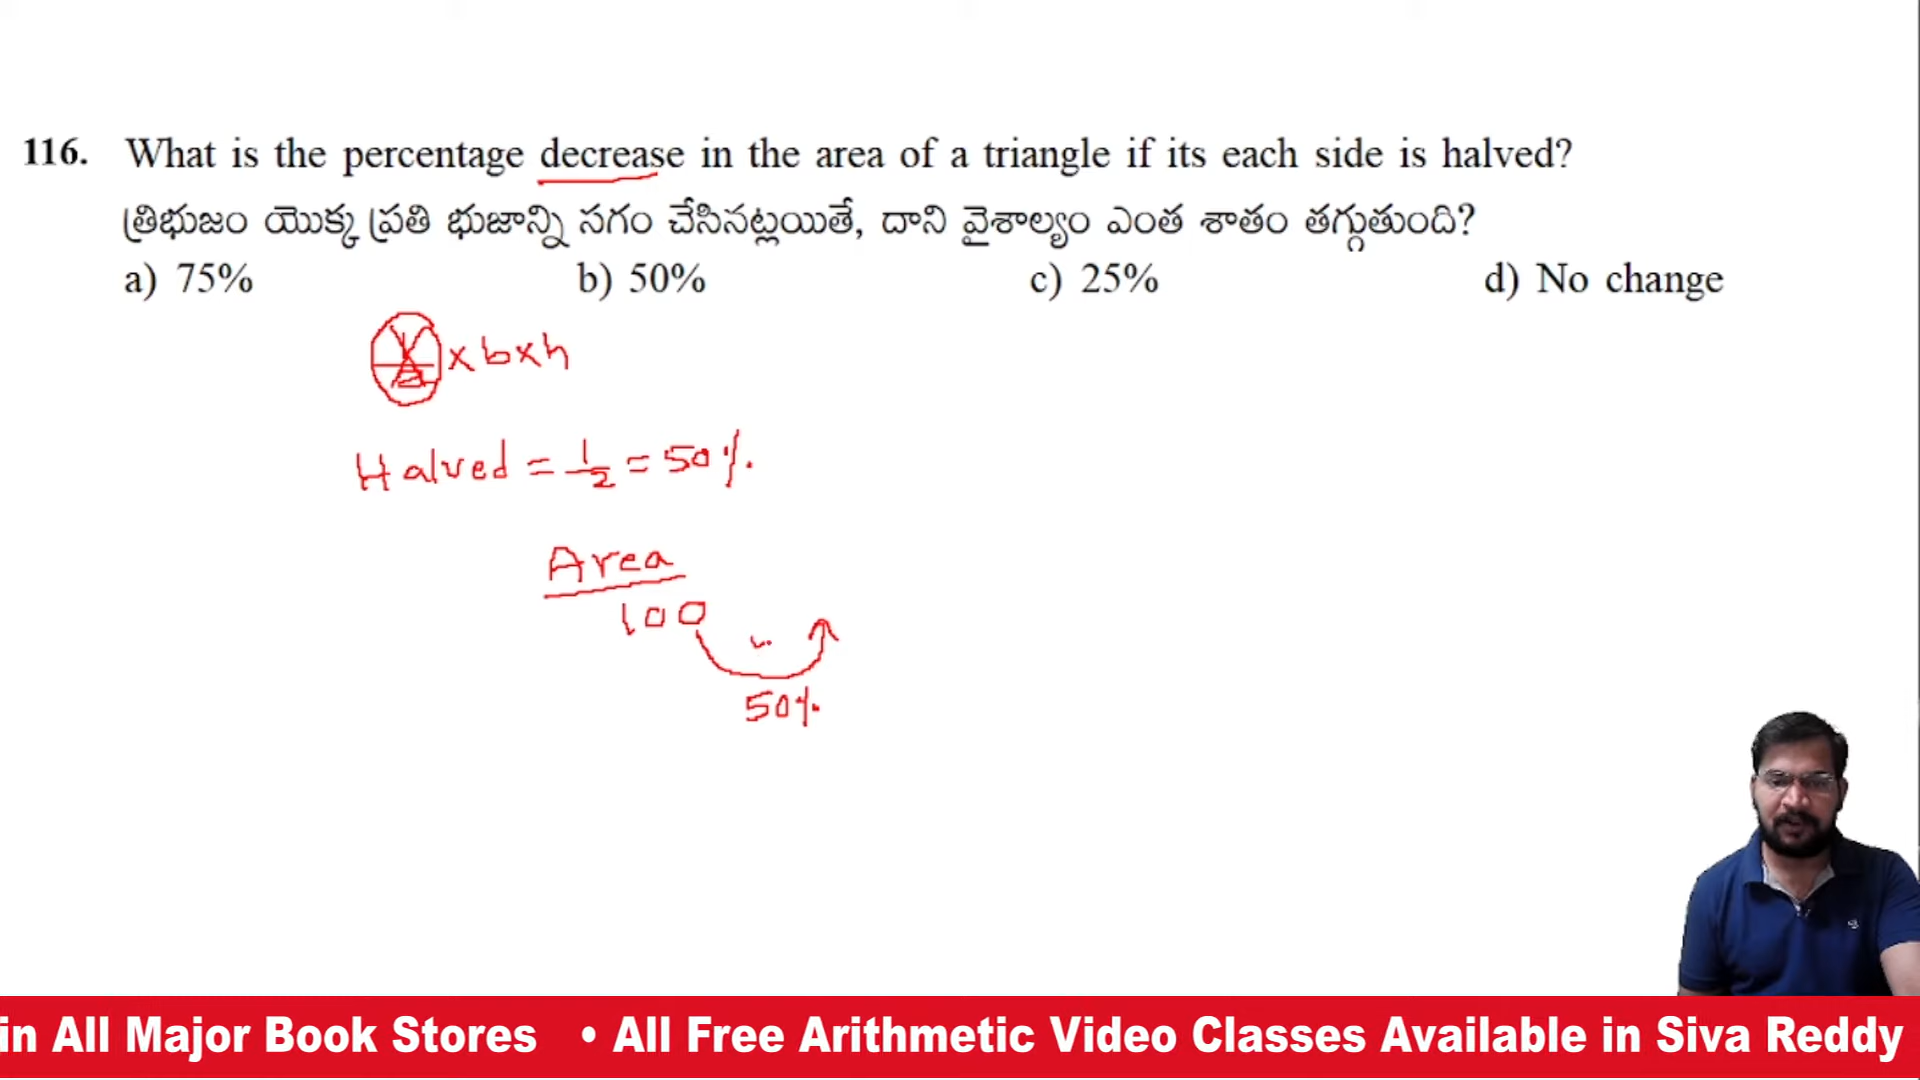 116. What is the percentage decrease in the area of a triangle if its each side is halved?
త్రిభుజం యొక్క ప్రతి భుజాన్ని సగం చేసినట్లయితే, దాని వైశాల్యం ఎంత శాతం తగ్గుతుంది?
a) 75% b) 50% c) 25% d) No change
1/2 × b × h
Halved = 1/2 = 50%
Area
100
50%
in All Major Book Stores • All Free Arithmetic Video Classes Available in Siva Reddy